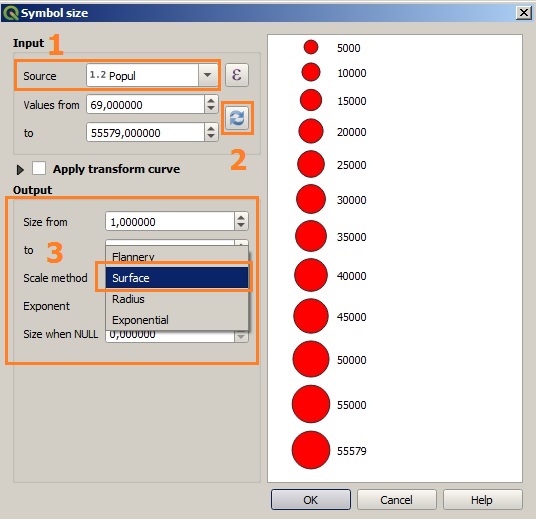 Symbol size
Input 1
Source 1.2 Popul ε
Values from 69,000000
to 55579,000000
2
Apply transform curve
Output
Size from 1,000000
to 3
Flannery
Scale method Surface
Radius
Exponent Exponential
Size when NULL 0,000000
5000
10000
15000
20000
25000
30000
35000
40000
45000
50000
55000
55579
OK Cancel Help